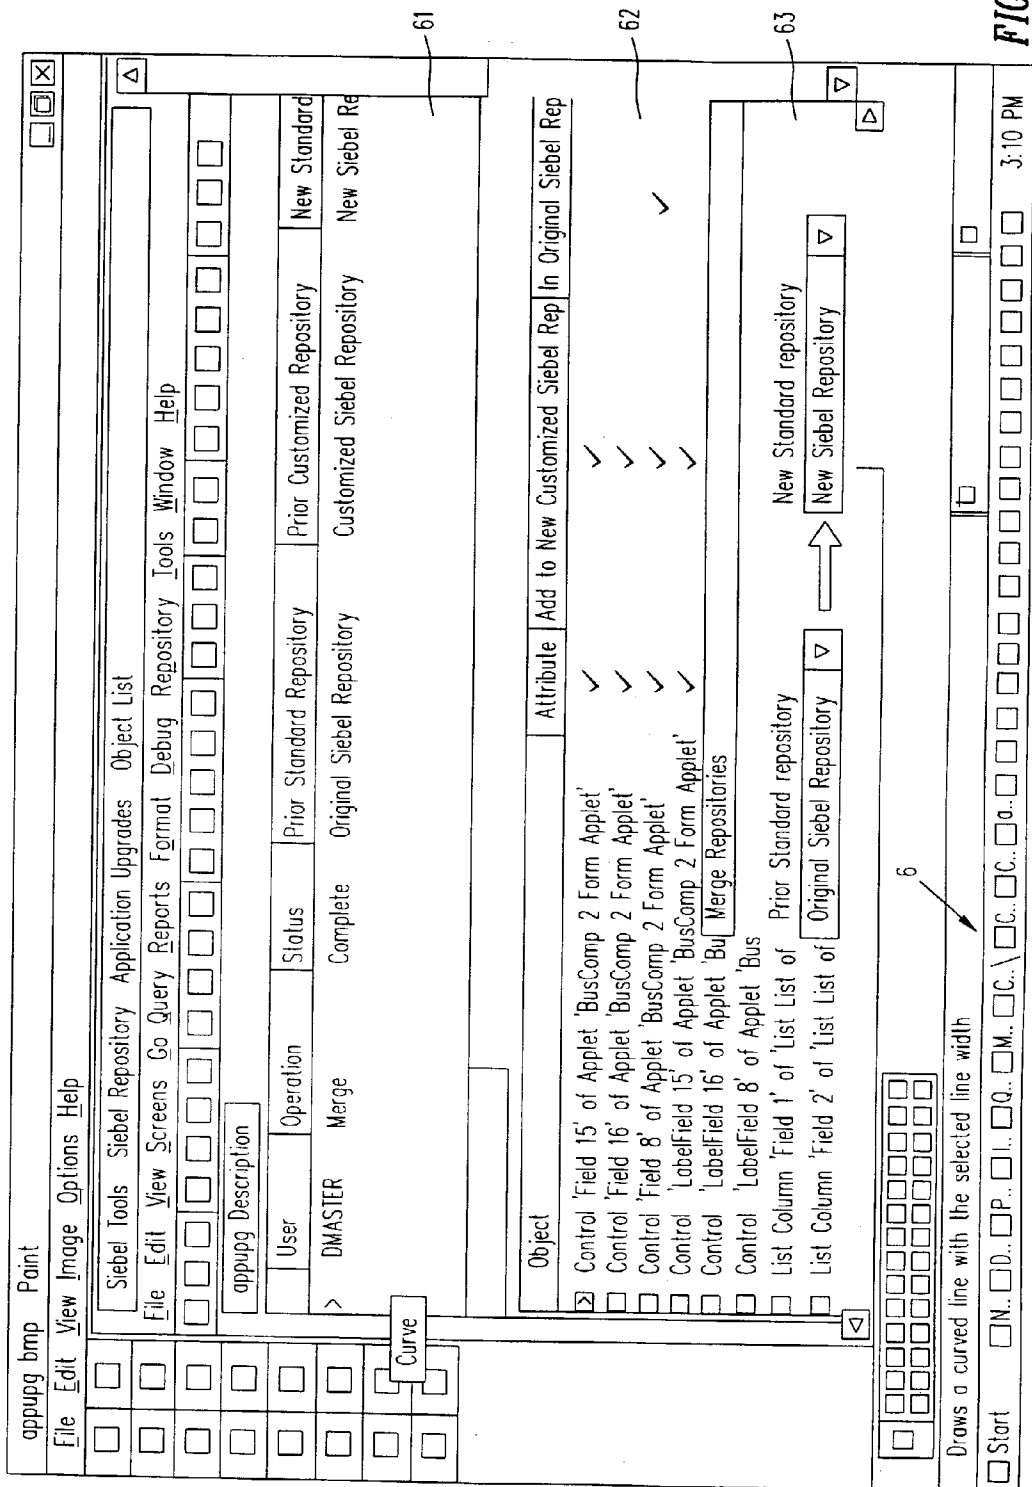 appupg bmp Paint
File Edit View Image Options Help
Siebel Tools Siebel Repository Application Upgrades Object List
File Edit View Screens Go Query Reports Format Debug Repository Tools Window Help
appupg Description
User Operation Status Prior Standard Repository Prior Customized Repository New Standard
> DMASTER Merge Complete Original Siebel Repository Customized Siebel Repository New Siebel Re
61
Curve
Object Attribute Add to New Customized Siebel Rep In Original Siebel Rep
> Control 'Field 15' of Applet 'BusComp 2 Form Applet' ✓ ✓
Control 'Field 16' of Applet 'BusComp 2 Form Applet' ✓ ✓
62
Control 'Field 8' of Applet 'BusComp 2 Form Applet' ✓ ✓ ✓
Control 'LabelField 15' of Applet 'BusComp 2 Form Applet' ✓ ✓
Control 'LabelField 16' of Applet 'Bu Merge Repositories
Control 'LabelField 8' of Applet 'Bus
List Column 'Field 1' of 'List List of Prior Standard repository New Standard repository
63
List Column 'Field 2' of 'List List of Original Siebel Repository New Siebel Repository
6
Draws a curved line with the selected line width
Start N.. D.. P.. I.. Q.. M.. C..\ C.. C.. a.. 3:10 PM
FIG